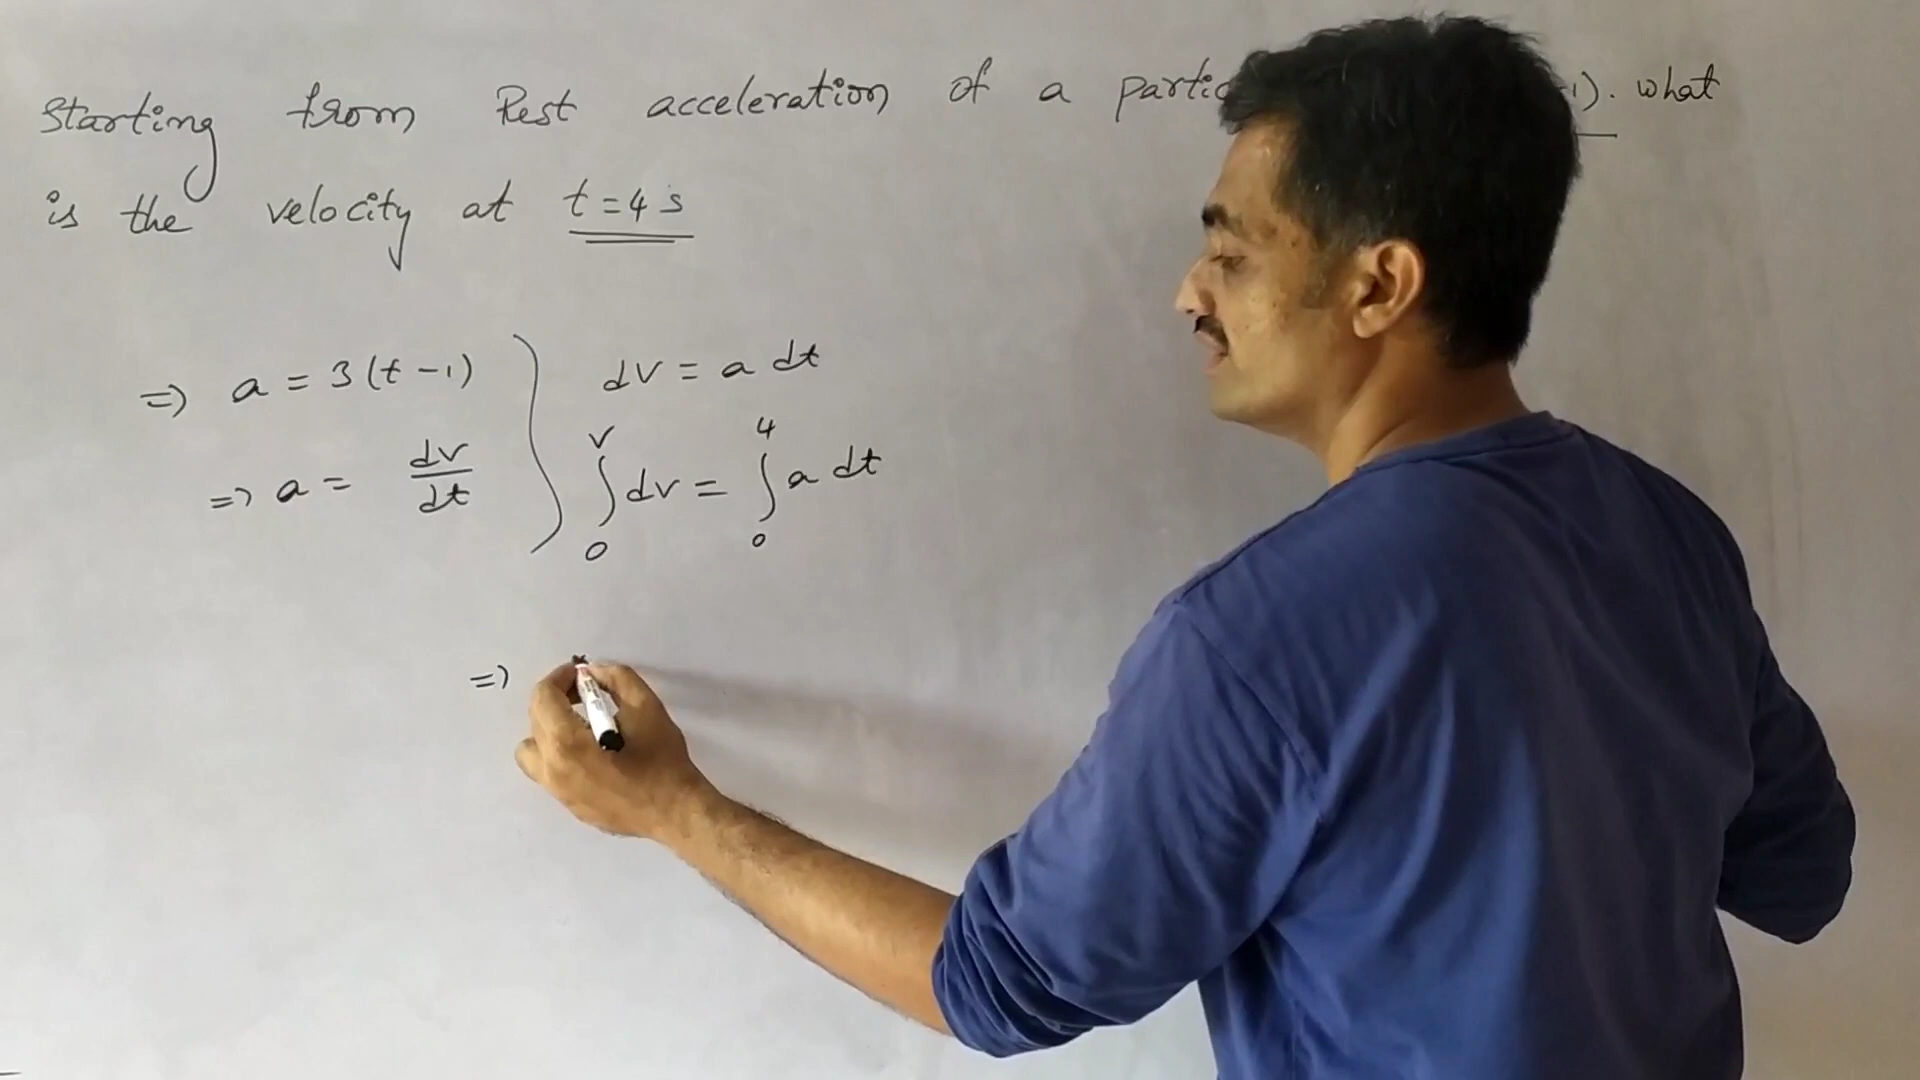 Starting from Rest acceleration of a partic 1). what
is the velocity at t = 4 s
=> a = 3 (t - 1)
=> a = dv/dt
dv = a dt
∫₀ᵛ dv = ∫₀⁴ a dt
=>